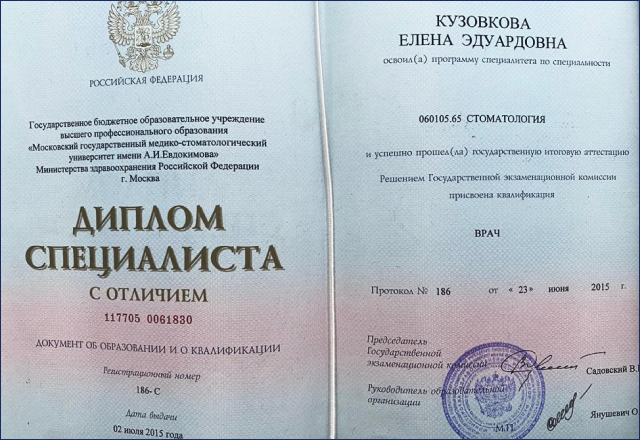 РОССИЙСКАЯ ФЕДЕРАЦИЯ
Государственное бюджетное образовательное учреждение
высшего профессионального образования
«Московский государственный медико-стоматологический
университет имени А.И.Евдокимова»
Министерства здравоохранения Российской Федерации
г. Москва
ДИПЛОМ
СПЕЦИАЛИСТА
С ОТЛИЧИЕМ
117705 0061830
ДОКУМЕНТ ОБ ОБРАЗОВАНИИ И О КВАЛИФИКАЦИИ
Регистрационный номер
186- С
Дата выдачи
02 июля 2015 года
КУЗОВКОВА
ЕЛЕНА ЭДУАРДОВНА
освоил(а) программу специалитета по специальности
060105.65 СТОМАТОЛОГИЯ
и успешно прошел(ла) государственную итоговую аттестацию
Решением Государственной экзаменационной комиссии
присвоена квалификация
ВРАЧ
Протокол № 186 от « 23» июня 2015 г.
Председатель
Государственной
экзаменационной комиссии
Садовский В.
Руководитель образовательной
организации
Янушевич О.
М.П.